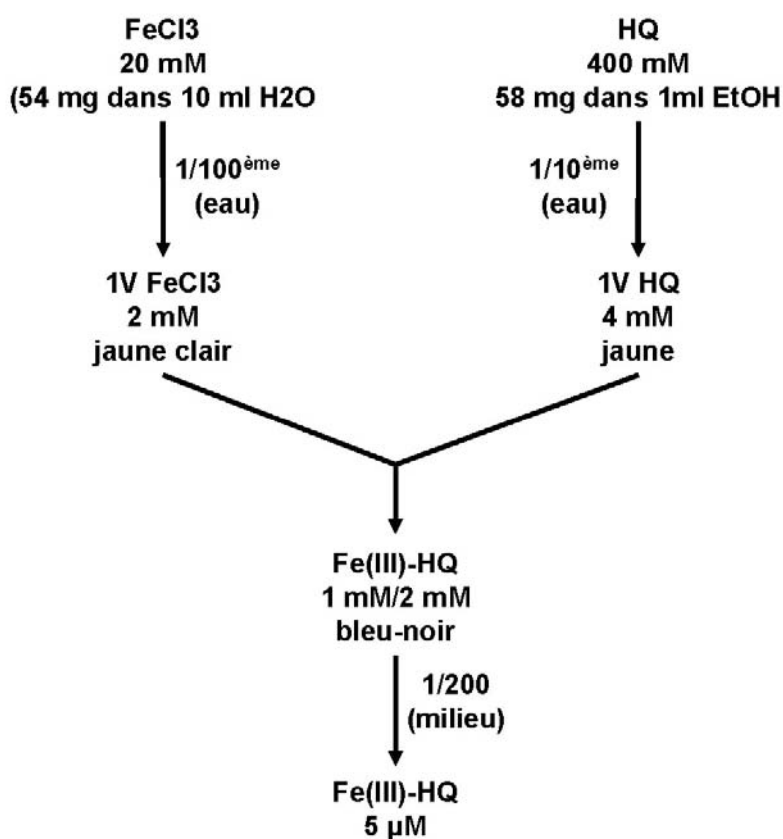 FeCl3
20 mM
(54 mg dans 10 ml H2O
HQ
400 mM
58 mg dans 1ml EtOH
1/100ème
(eau)
1/10ème
(eau)
1V FeCl3
2 mM
jaune clair
1V HQ
4 mM
jaune
Fe(III)-HQ
1 mM/2 mM
bleu-noir
1/200
(milieu)
Fe(III)-HQ
5 µM